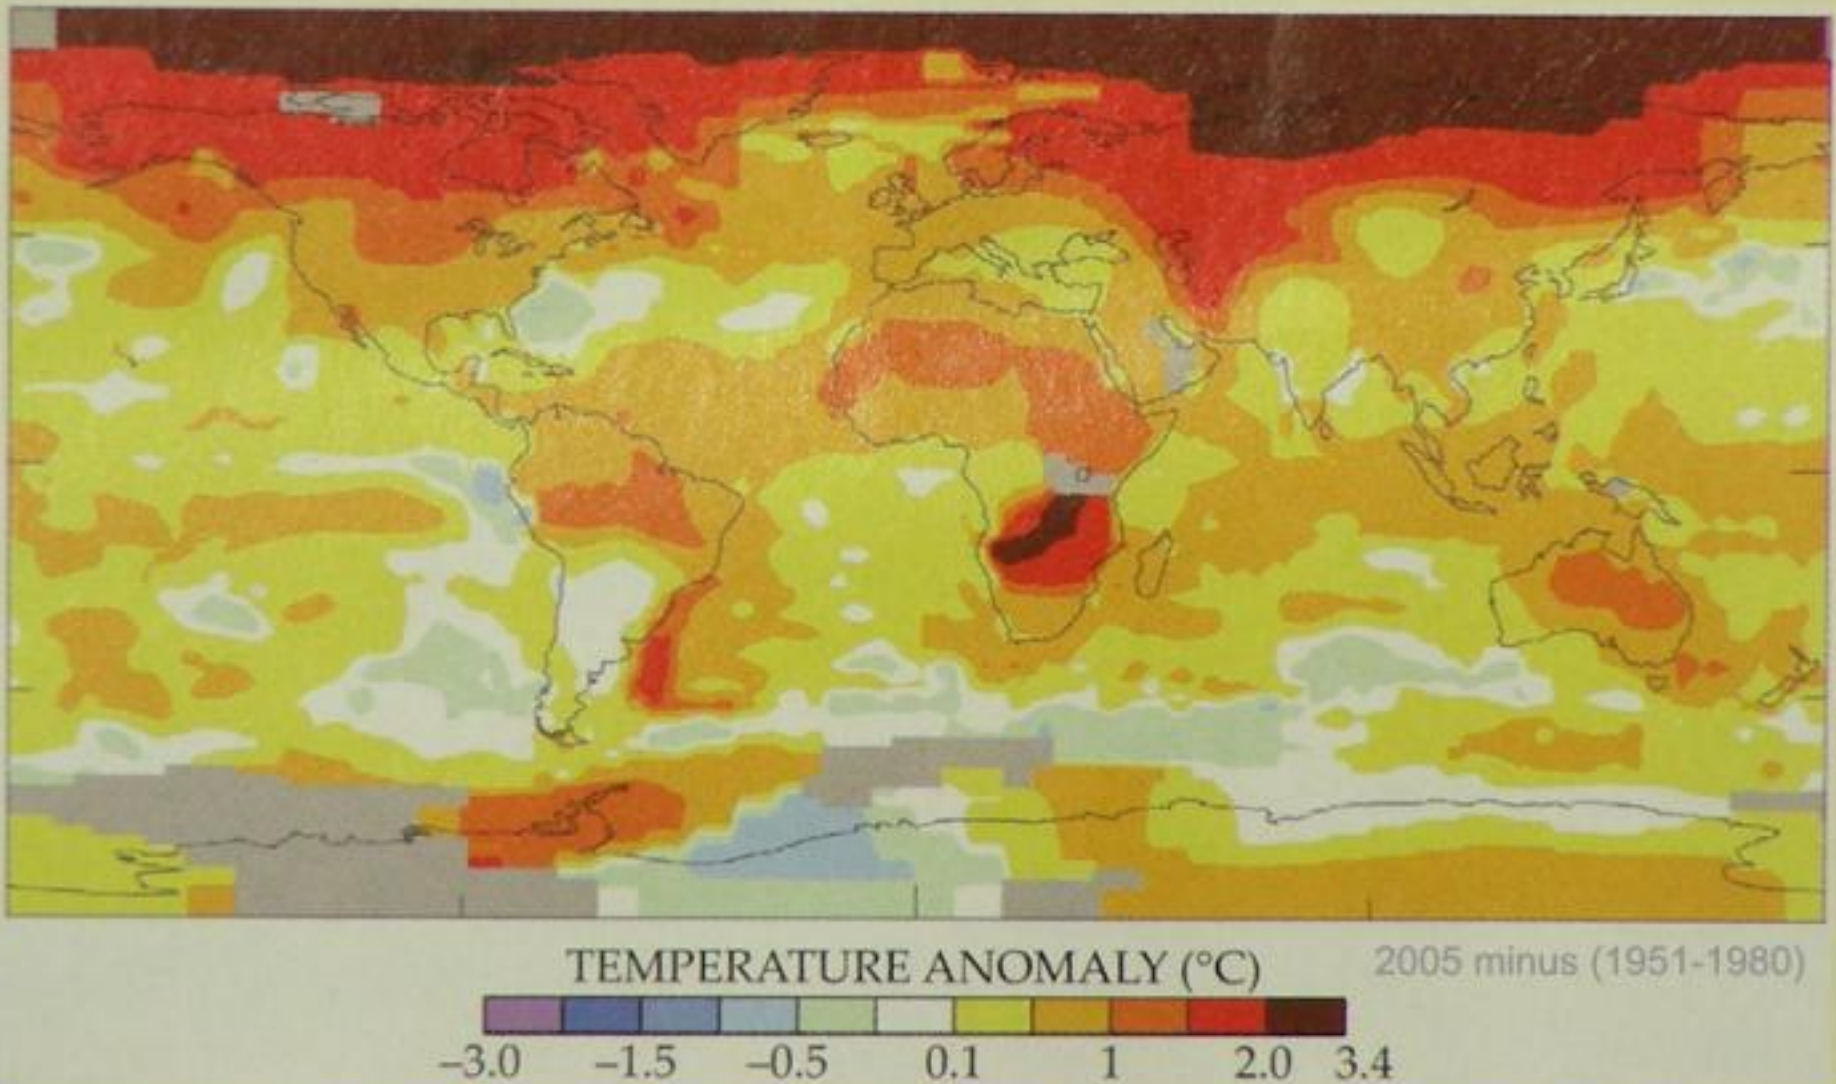 TEMPERATURE ANOMALY (°C)
2005 minus (1951-1980)
–3.0 –1.5 –0.5 0.1 1 2.0 3.4